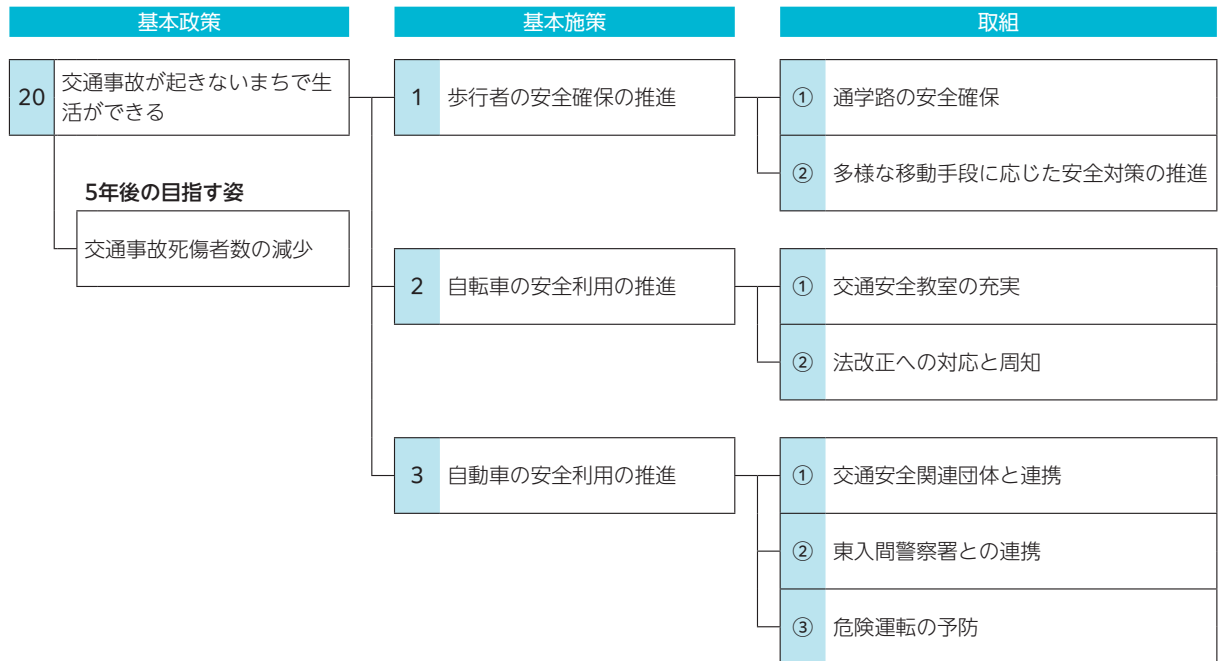 基本政策
基本施策
取組
20
交通事故が起きないまちで生
活ができる
5年後の目指す姿
交通事故死傷者数の減少
1 歩行者の安全確保の推進
① 通学路の安全確保
② 多様な移動手段に応じた安全対策の推進
2 自転車の安全利用の推進
① 交通安全教室の充実
② 法改正への対応と周知
3 自動車の安全利用の推進
① 交通安全関連団体と連携
② 東入間警察署との連携
③ 危険運転の予防